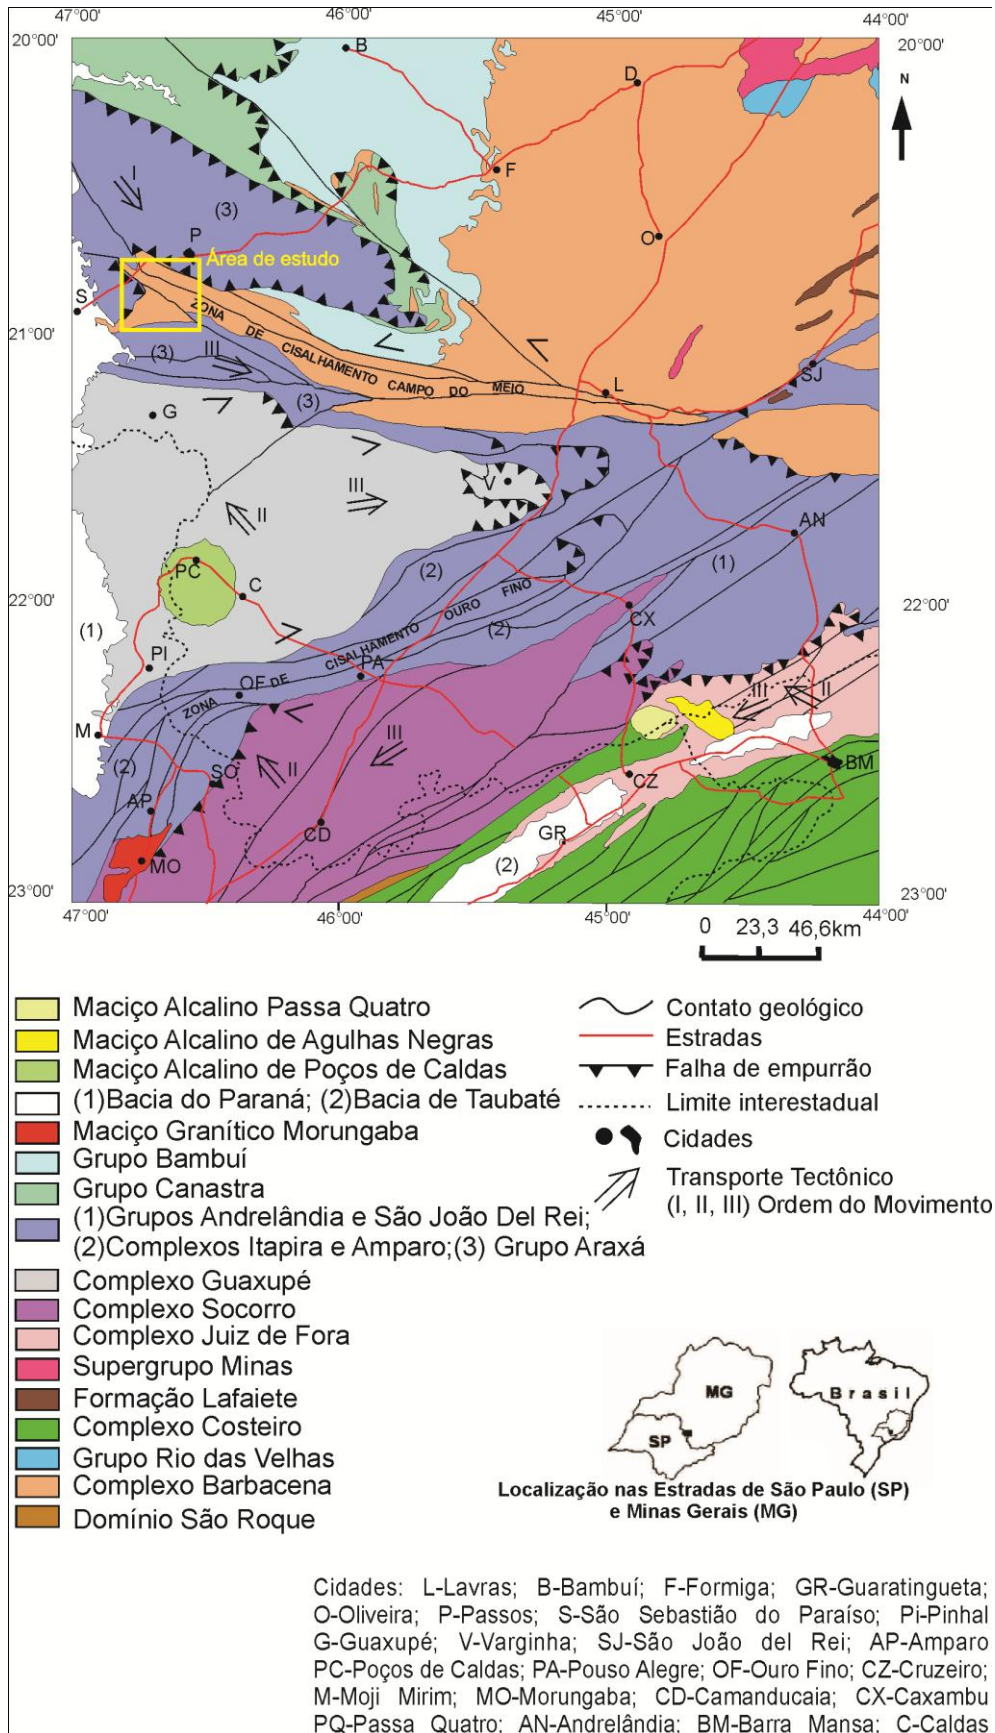 47°00' 46°00' 45°00' 44°00'
20°00' 20°00'
B
D
N
F
I
(3)
P
O
Área de estudo
S
ZONA DE CISALHAMENTO CAMPO DO MEIO
21°00' 21°00'
(3) III
SJ
L
(3)
G
III V
II
AN
(2)
(1)
PC
C
CISALHAMENTO OURO FINO
22°00' 22°00'
(1)
(2)
CX
PI
PA
ZONA DE
OF
III II
M
III
(2)
SO
II
BM
CZ
AP
CD
GR
MO
(2)
23°00' 23°00'
47°00' 46°00' 45°00' 44°00'
0 23,3 46,6km
Maciço Alcalino Passa Quatro
Maciço Alcalino de Agulhas Negras
Maciço Alcalino de Poços de Caldas
(1)Bacia do Paraná; (2)Bacia de Taubaté
Maciço Granítico Morungaba
Grupo Bambuí
Grupo Canastra
(1)Grupos Andrelândia e São João Del Rei;
(2)Complexos Itapira e Amparo;(3) Grupo Araxá
Complexo Guaxupé
Complexo Socorro
Complexo Juiz de Fora
Supergrupo Minas
Formação Lafaiete
Complexo Costeiro
Grupo Rio das Velhas
Complexo Barbacena
Domínio São Roque
Contato geológico
Estradas
Falha de empurrão
Limite interestadual
Cidades
Transporte Tectônico
(I, II, III) Ordem do Movimento
MG
SP
Brasil
Localização nas Estradas de São Paulo (SP)
e Minas Gerais (MG)
Cidades: L-Lavras; B-Bambuí; F-Formiga; GR-Guaratingueta;
O-Oliveira; P-Passos; S-São Sebastião do Paraíso; Pi-Pinhal
G-Guaxupé; V-Varginha; SJ-São João del Rei; AP-Amparo
PC-Poços de Caldas; PA-Pouso Alegre; OF-Ouro Fino; CZ-Cruzeiro;
M-Moji Mirim; MO-Morungaba; CD-Camanducaia; CX-Caxambu
PQ-Passa Quatro; AN-Andrelândia; BM-Barra Mansa; C-Caldas